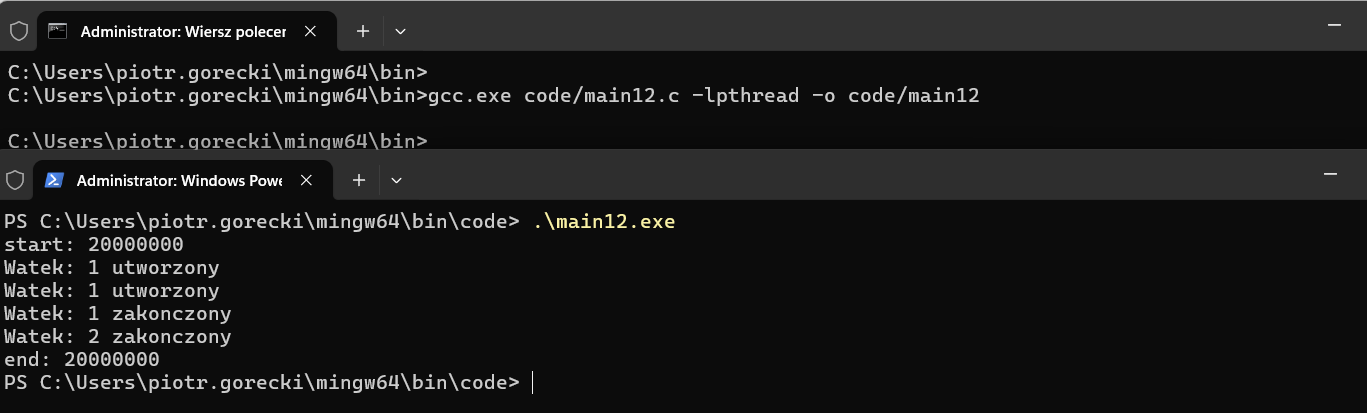 Administrator: Wiersz polecer
C:\Users\piotr.gorecki\mingw64\bin>
C:\Users\piotr.gorecki\mingw64\bin>gcc.exe code/main12.c -lpthread -o code/main12
C:\Users\piotr.gorecki\mingw64\bin>
Administrator: Windows Powe
PS C:\Users\piotr.gorecki\mingw64\bin\code> .\main12.exe
start: 20000000
Watek: 1 utworzony
Watek: 1 utworzony
Watek: 1 zakonczony
Watek: 2 zakonczony
end: 20000000
PS C:\Users\piotr.gorecki\mingw64\bin\code>